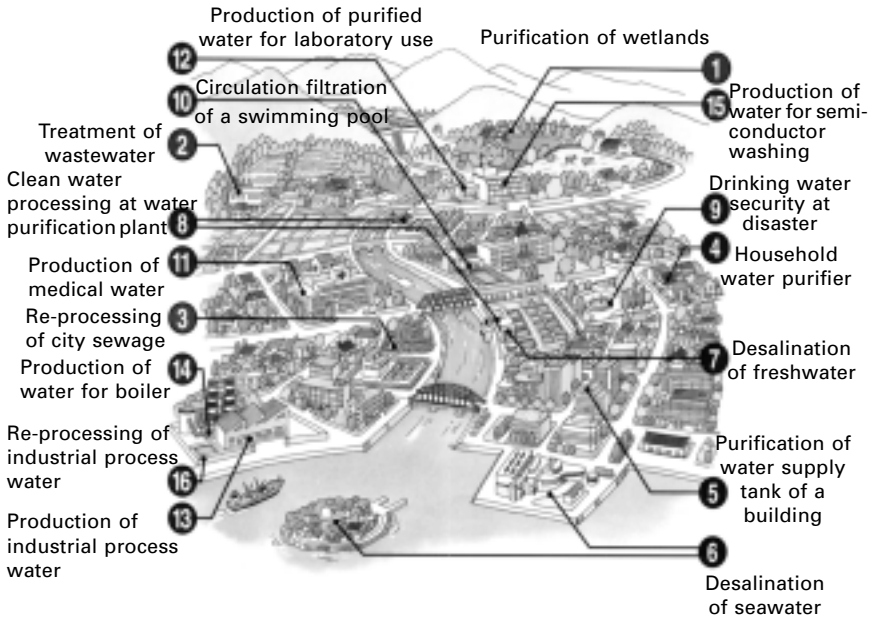 Production of purified
water for laboratory use
12
Purification of wetlands
1
10
Circulation filtration
of a swimming pool
15
Production of
water for semi-
conductor
washing
Treatment of
wastewater
2
Clean water
processing at water
purification plant
8
Drinking water
security at
disaster
9
4
Household
water purifier
11
Production of
medical water
Re-processing
of city sewage
3
7
Desalination
of freshwater
Production of
water for boiler
14
Re-processing of
industrial process
water
16
Purification of
water supply
tank of a
building
5
13
Production of
industrial process
water
6
Desalination
of seawater